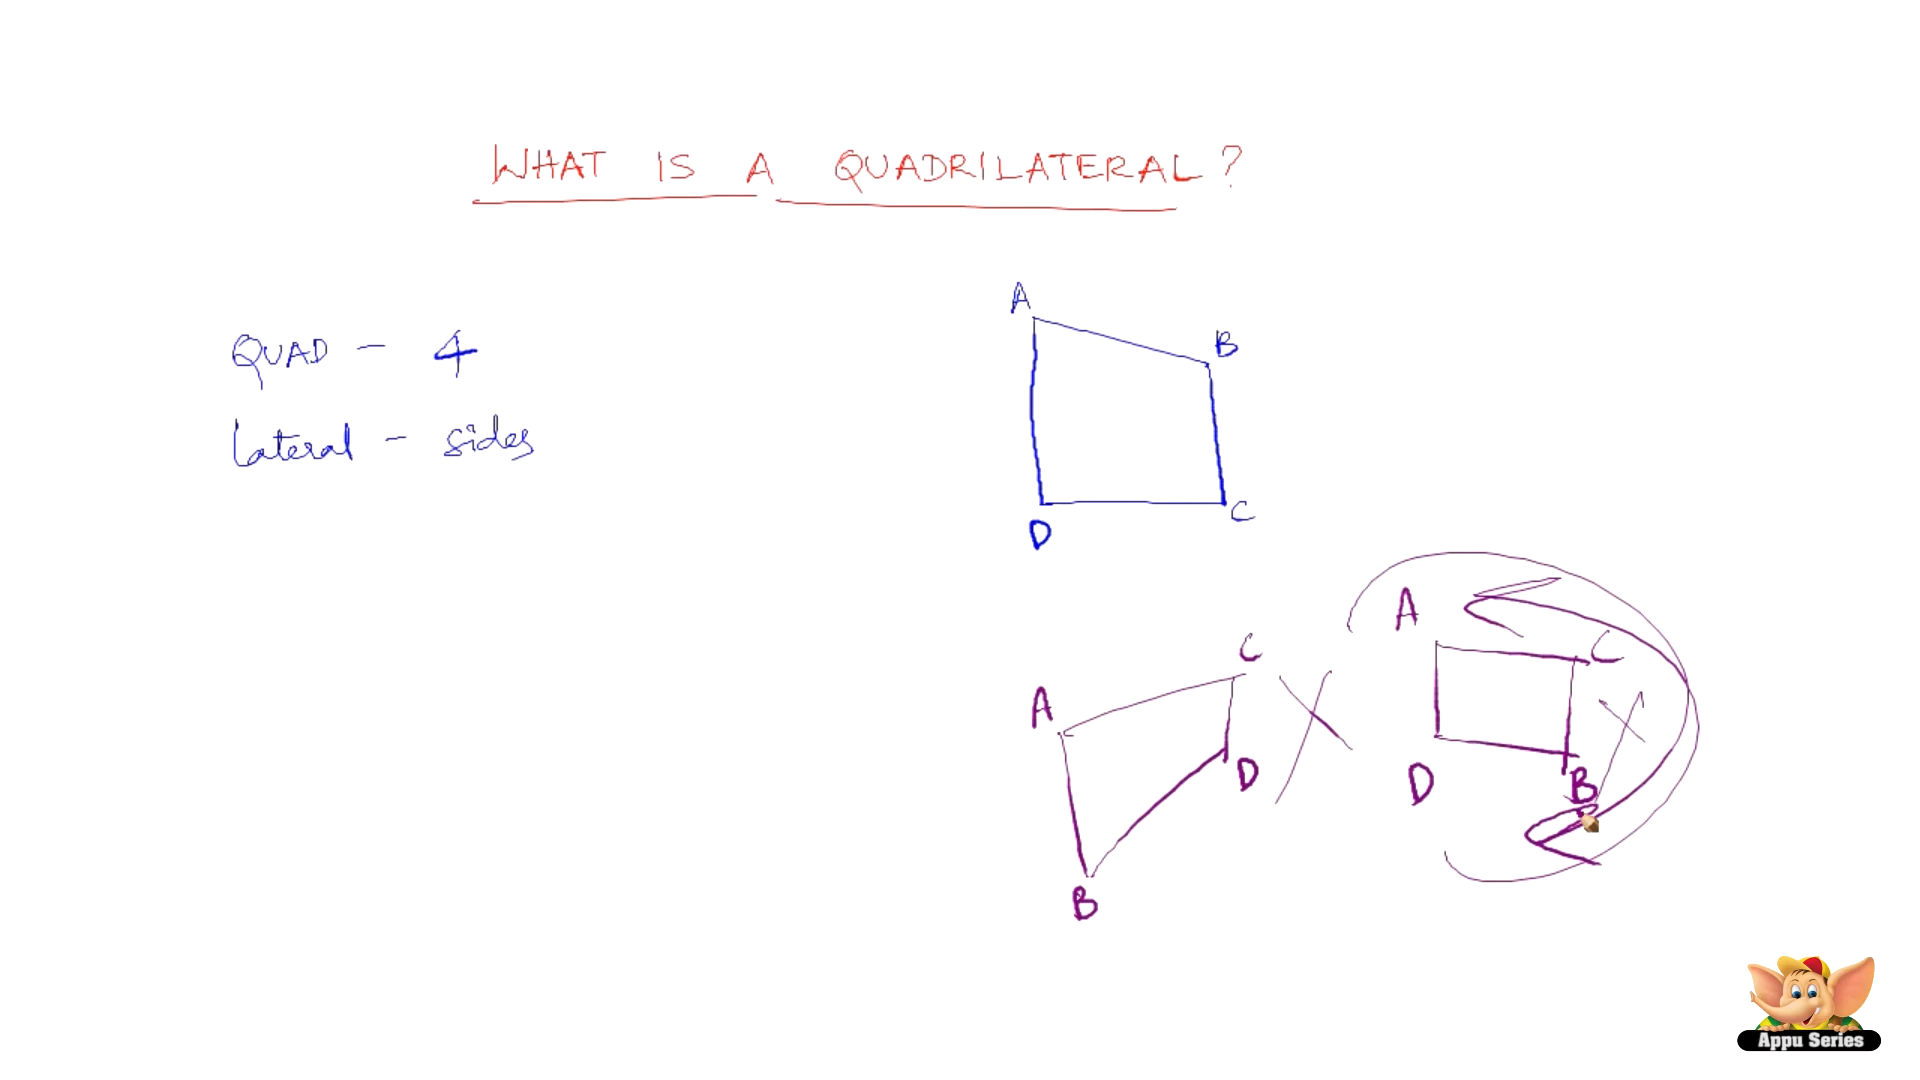 WHAT IS A QUADRILATERAL?
QUAD - 4
Lateral - sides
A
B
D
C
A
C
D
B
A
C
D
B
Appu Series